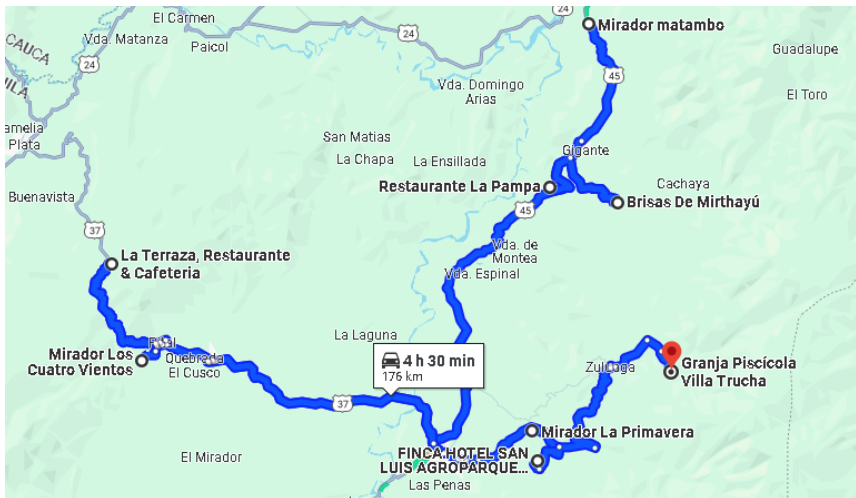 El Carmen
24
Mirador matambo
CAUCA
Vda. Matanza
Paicol
24
Guadalupe
24
45
HUILA
Vda. Domingo
Arias
El Toro
amelia
Plata
San Matias
Gigante
La Chapa
La Ensillada
Buenavista
Restaurante La Pampa
Cachaya
Brisas De Mirthayú
45
37
La Terraza, Restaurante
& Cafeteria
Vda. de
Montea
Vda. Espinal
La Laguna
Mirador Los
Cuatro Vientos
Quebrada
El Cusco
4 h 30 min
176 km
Granja Piscícola
Villa Trucha
Zuluaga
37
Mirador La Primavera
El Mirador
FINCA HOTEL SAN
LUIS AGROPARQUE...
Las Penas